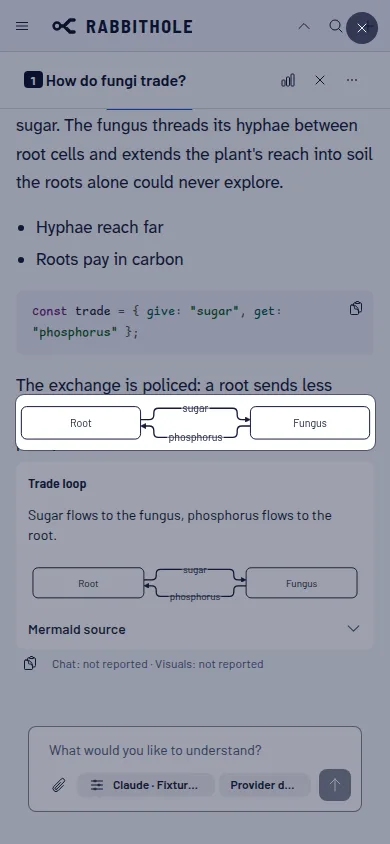 RABBITHOLE
1 How do fungi trade?
sugar. The fungus threads its hyphae between
root cells and extends the plant's reach into soil
the roots alone could never explore.
Hyphae reach far
Roots pay in carbon
const trade = { give: "sugar", get:
"phosphorus" };
The exchange is policed: a root sends less
sugar
Root
Fungus
phosphorus
Trade loop
Sugar flows to the fungus, phosphorus flows to the
root.
sugar
Root
Fungus
phosphorus
Mermaid source
Chat: not reported · Visuals: not reported
What would you like to understand?
Claude · Fixtur...
Provider d...